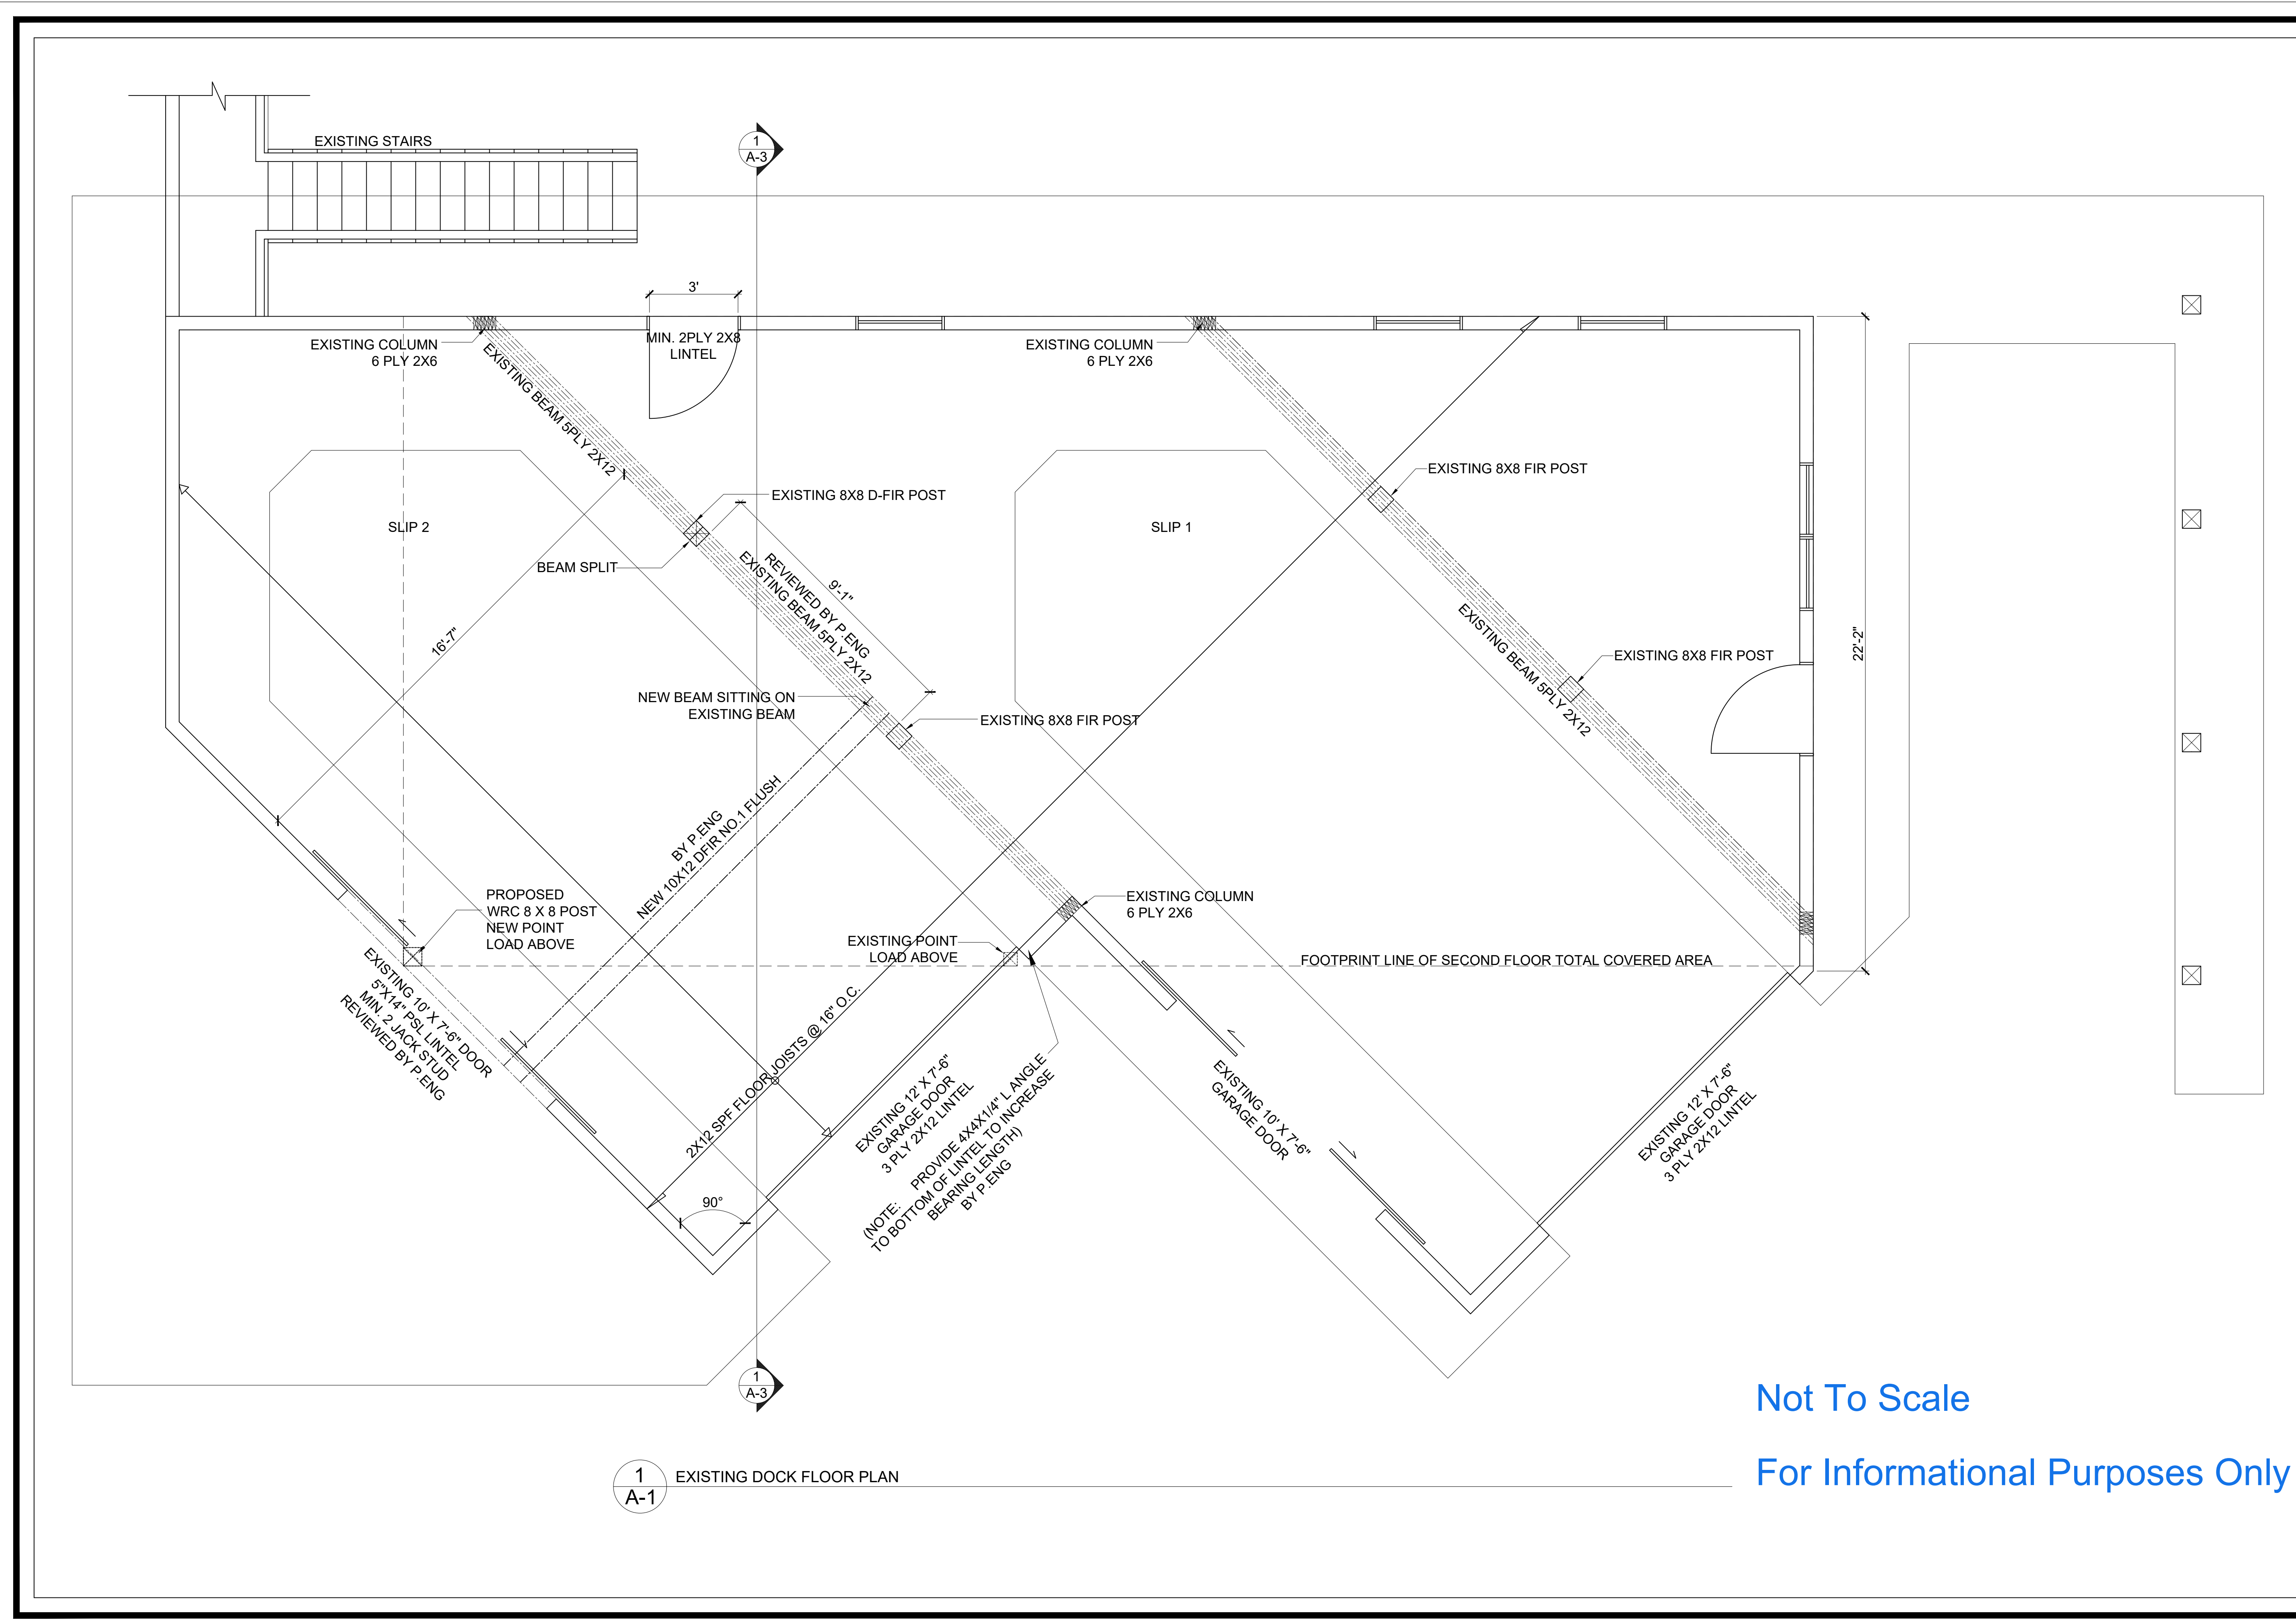 EXISTING STAIRS
1
A-3
3'
MIN. 2PLY 2X8
LINTEL
EXISTING COLUMN
6 PLY 2X6
EXISTING BEAM 5PLY 2X12
EXISTING COLUMN
6 PLY 2X6
EXISTING 8X8 FIR POST
EXISTING 8X8 D-FIR POST
SLIP 2
SLIP 1
BEAM SPLIT
REVIEWED BY P.ENG
EXISTING BEAM 5PLY 2X12
9'-1"
16'-7"
EXISTING BEAM 5PLY 2X12
EXISTING 8X8 FIR POST
22'-2"
NEW BEAM SITTING ON
EXISTING BEAM
EXISTING 8X8 FIR POST
BY P.ENG
NEW 10X12 DFIR NO.1 FLUSH
PROPOSED
WRC 8 X 8 POST
NEW POINT
LOAD ABOVE
EXISTING COLUMN
6 PLY 2X6
EXISTING POINT
LOAD ABOVE
FOOTPRINT LINE OF SECOND FLOOR TOTAL COVERED AREA
EXISTING 10' X 7'-6" DOOR
5"X14" PSL LINTEL
MIN. 2 JACK STUD
REVIEWED BY P.ENG
2X12 SPF FLOOR JOISTS @ 16" O.C.
EXISTING 12' X 7'-6"
GARAGE DOOR
3 PLY 2X12 LINTEL
(NOTE: PROVIDE 4X4X1/4" L ANGLE
TO BOTTOM OF LINTEL TO INCREASE
BEARING LENGTH)
BY P.ENG
EXISTING 10' X 7'-6"
GARAGE DOOR
EXISTING 12' X 7'-6"
GARAGE DOOR
3 PLY 2X12 LINTEL
90°
1
A-3
Not To Scale
For Informational Purposes Only
1
A-1
EXISTING DOCK FLOOR PLAN